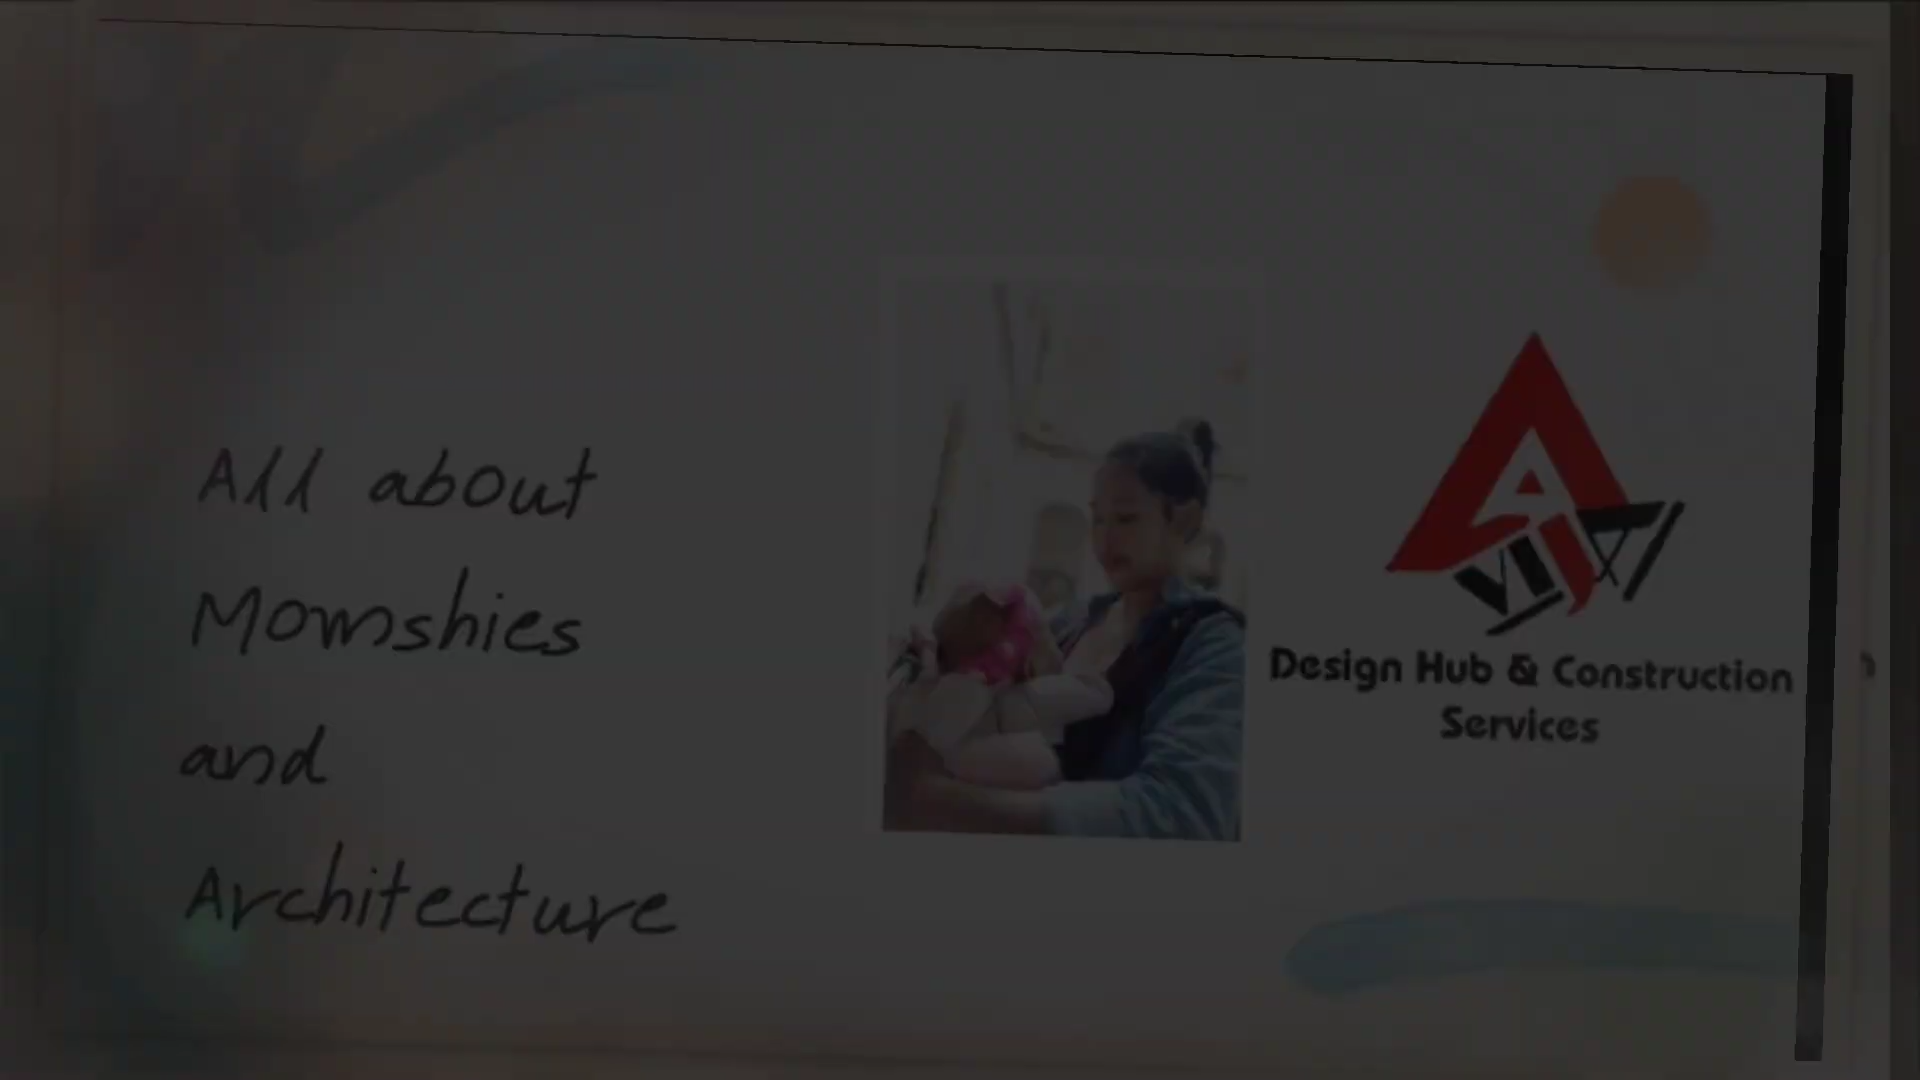 All about
Momshies
and
Architecture
Design Hub & Construction
Services